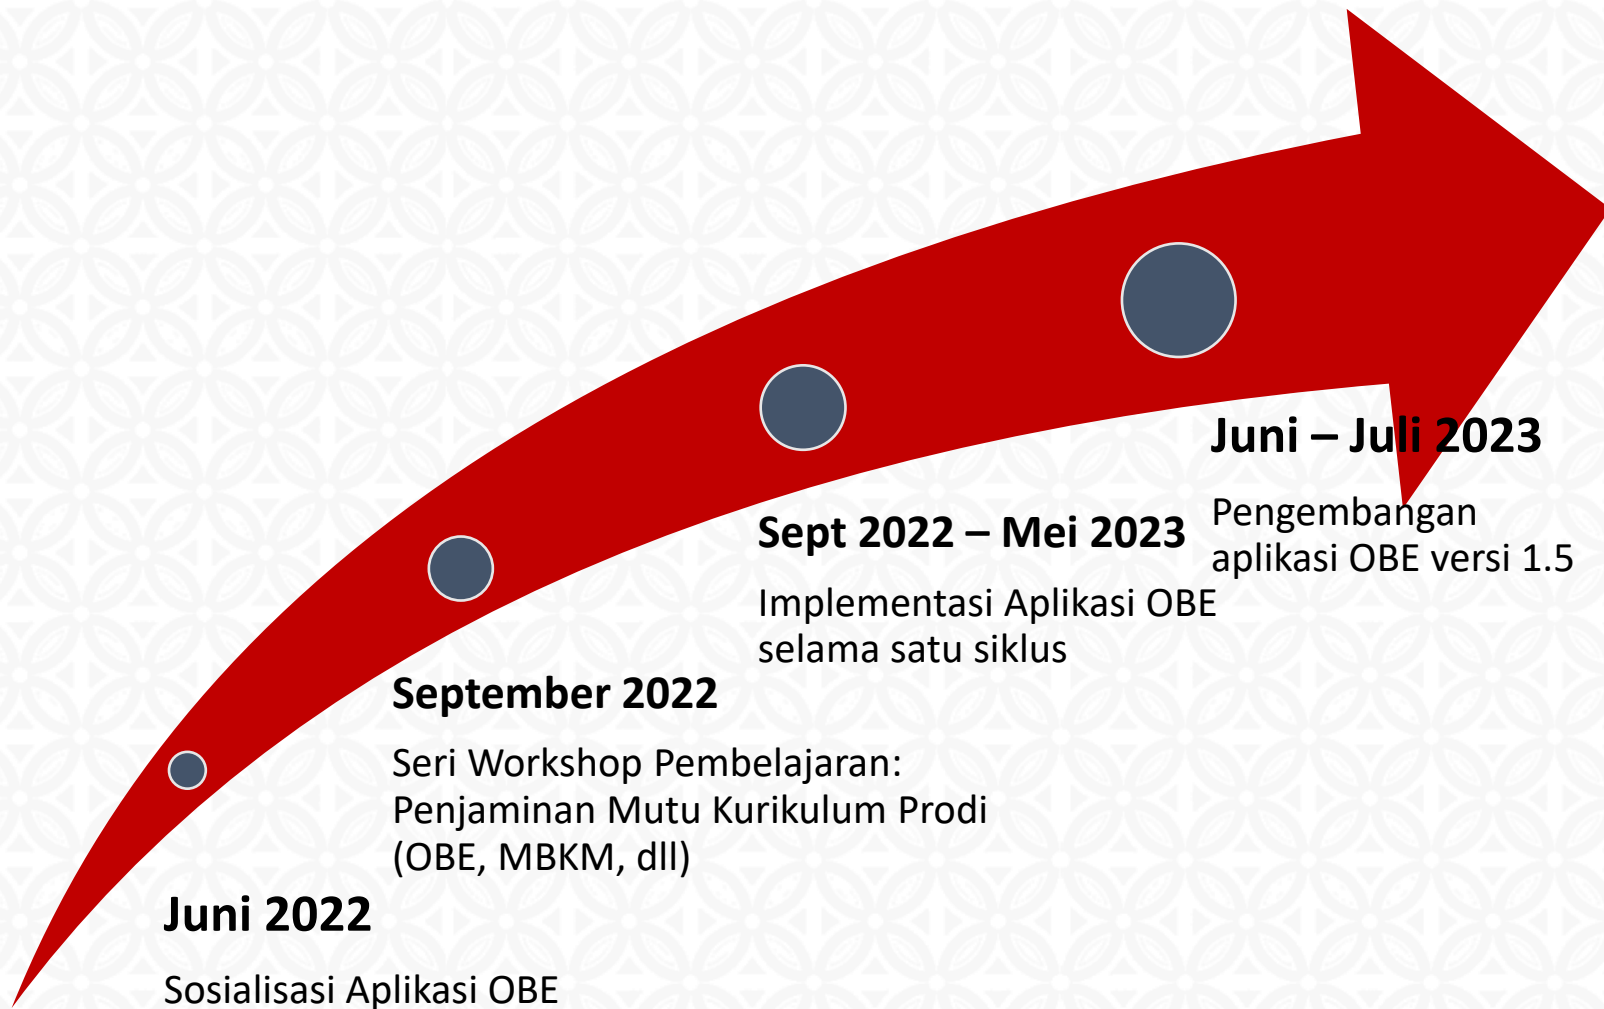 Juni 2022
Sosialisasi Aplikasi OBE
September 2022
Seri Workshop Pembelajaran:
Penjaminan Mutu Kurikulum Prodi
(OBE, MBKM, dll)
Sept 2022 – Mei 2023
Implementasi Aplikasi OBE
selama satu siklus
Juni – Juli 2023
Pengembangan
aplikasi OBE versi 1.5